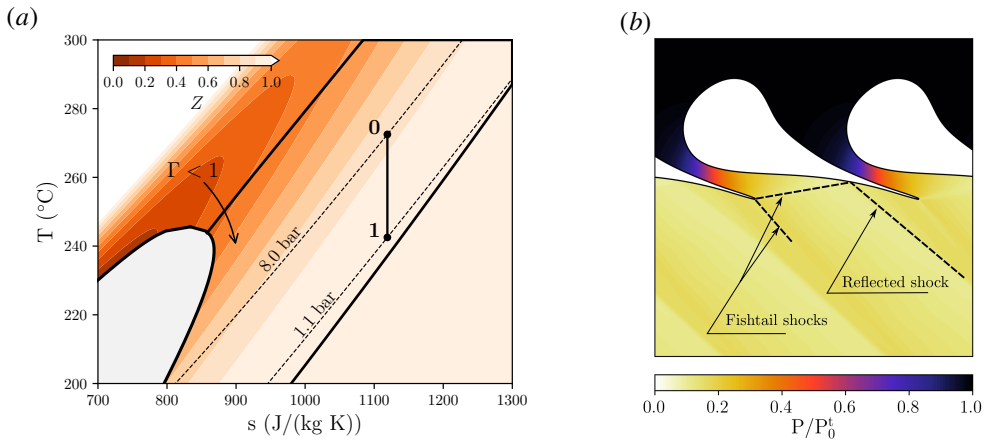 (a)
300
280
260
240
220
200
T (°C)
0.0 0.2 0.4 0.6 0.8 1.0
Z
Γ < 1
0
1
8.0 bar
1.1 bar
700 800 900 1000 1100 1200 1300
s (J/(kg K))
(b)
Reflected shock
Fishtail shocks
0.0 0.2 0.4 0.6 0.8 1.0
P/P₀ᵗ